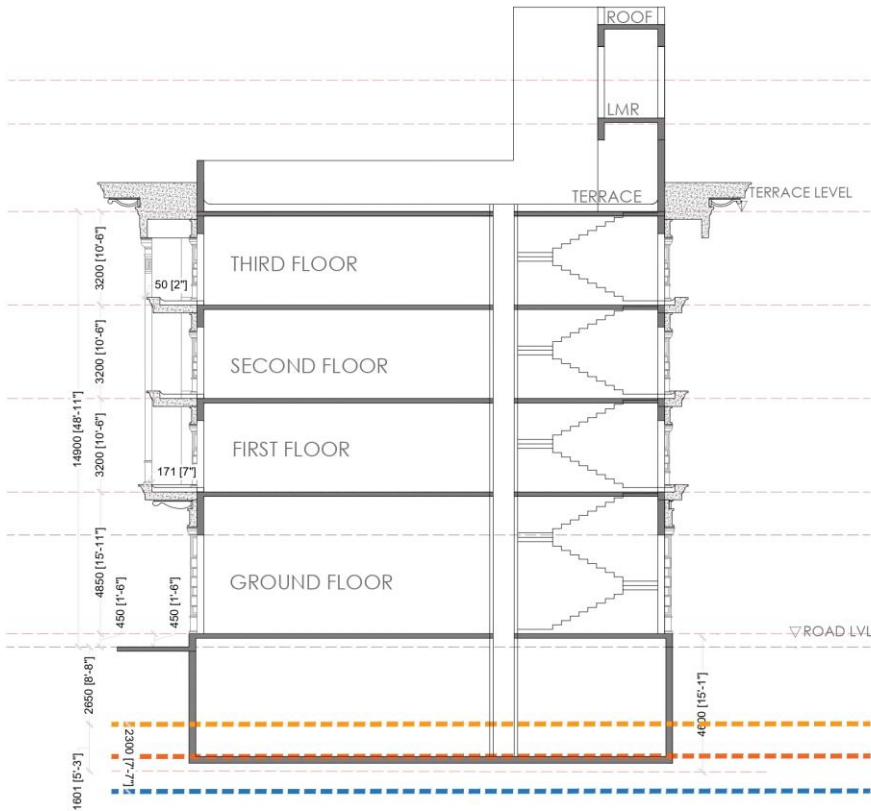 ROOF
LMR
TERRACE
TERRACE LEVEL
THIRD FLOOR
3200 [10'-6"]
50 [2"]
SECOND FLOOR
3200 [10'-6"]
14900 [48'-11"]
FIRST FLOOR
3200 [10'-6"]
171 [7"]
GROUND FLOOR
4850 [15'-11"]
450 [1'-6"]
450 [1'-6"]
ROAD LVL
2650 [8'-8"]
4600 [15'-1"]
2300 [7'-7"]
1601 [5'-3"]